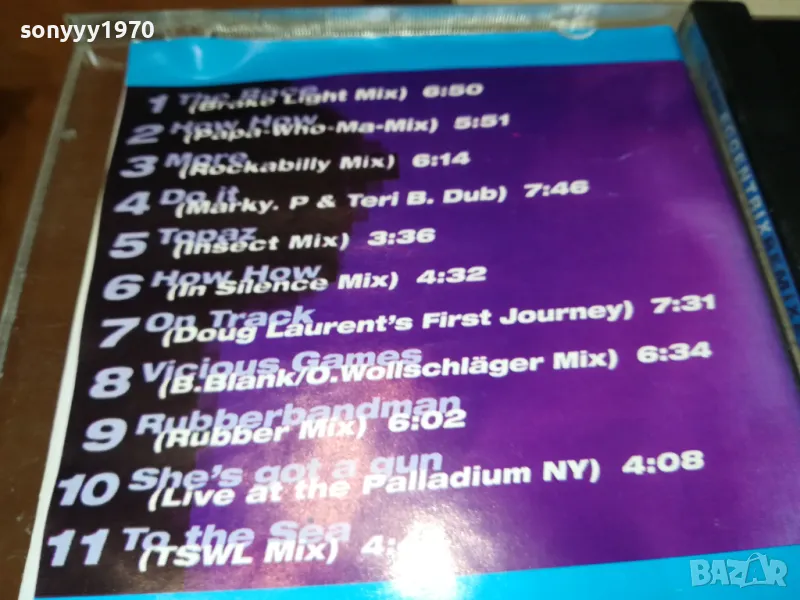 sonyyy1970
1 The Race
(Brake Light Mix) 6:50
2 How How
(Papa-Who-Ma-Mix) 5:51
3 More
(Rockabilly Mix) 6:14
4 Do it
(Marky. P & Teri B. Dub) 7:46
5 Topaz
(Insect Mix) 3:36
6 How How
(In Silence Mix) 4:32
7 On Track
(Doug Laurent's First Journey) 7:31
8 Vicious Games
(B.Blank/O.Wollschläger Mix) 6:34
9 Rubberbandman
(Rubber Mix) 6:02
10 She's got a gun
(Live at the Palladium NY) 4:08
11 To the Sea
(TSWL Mix)
ECCENTRIX REMIX
BAZAR